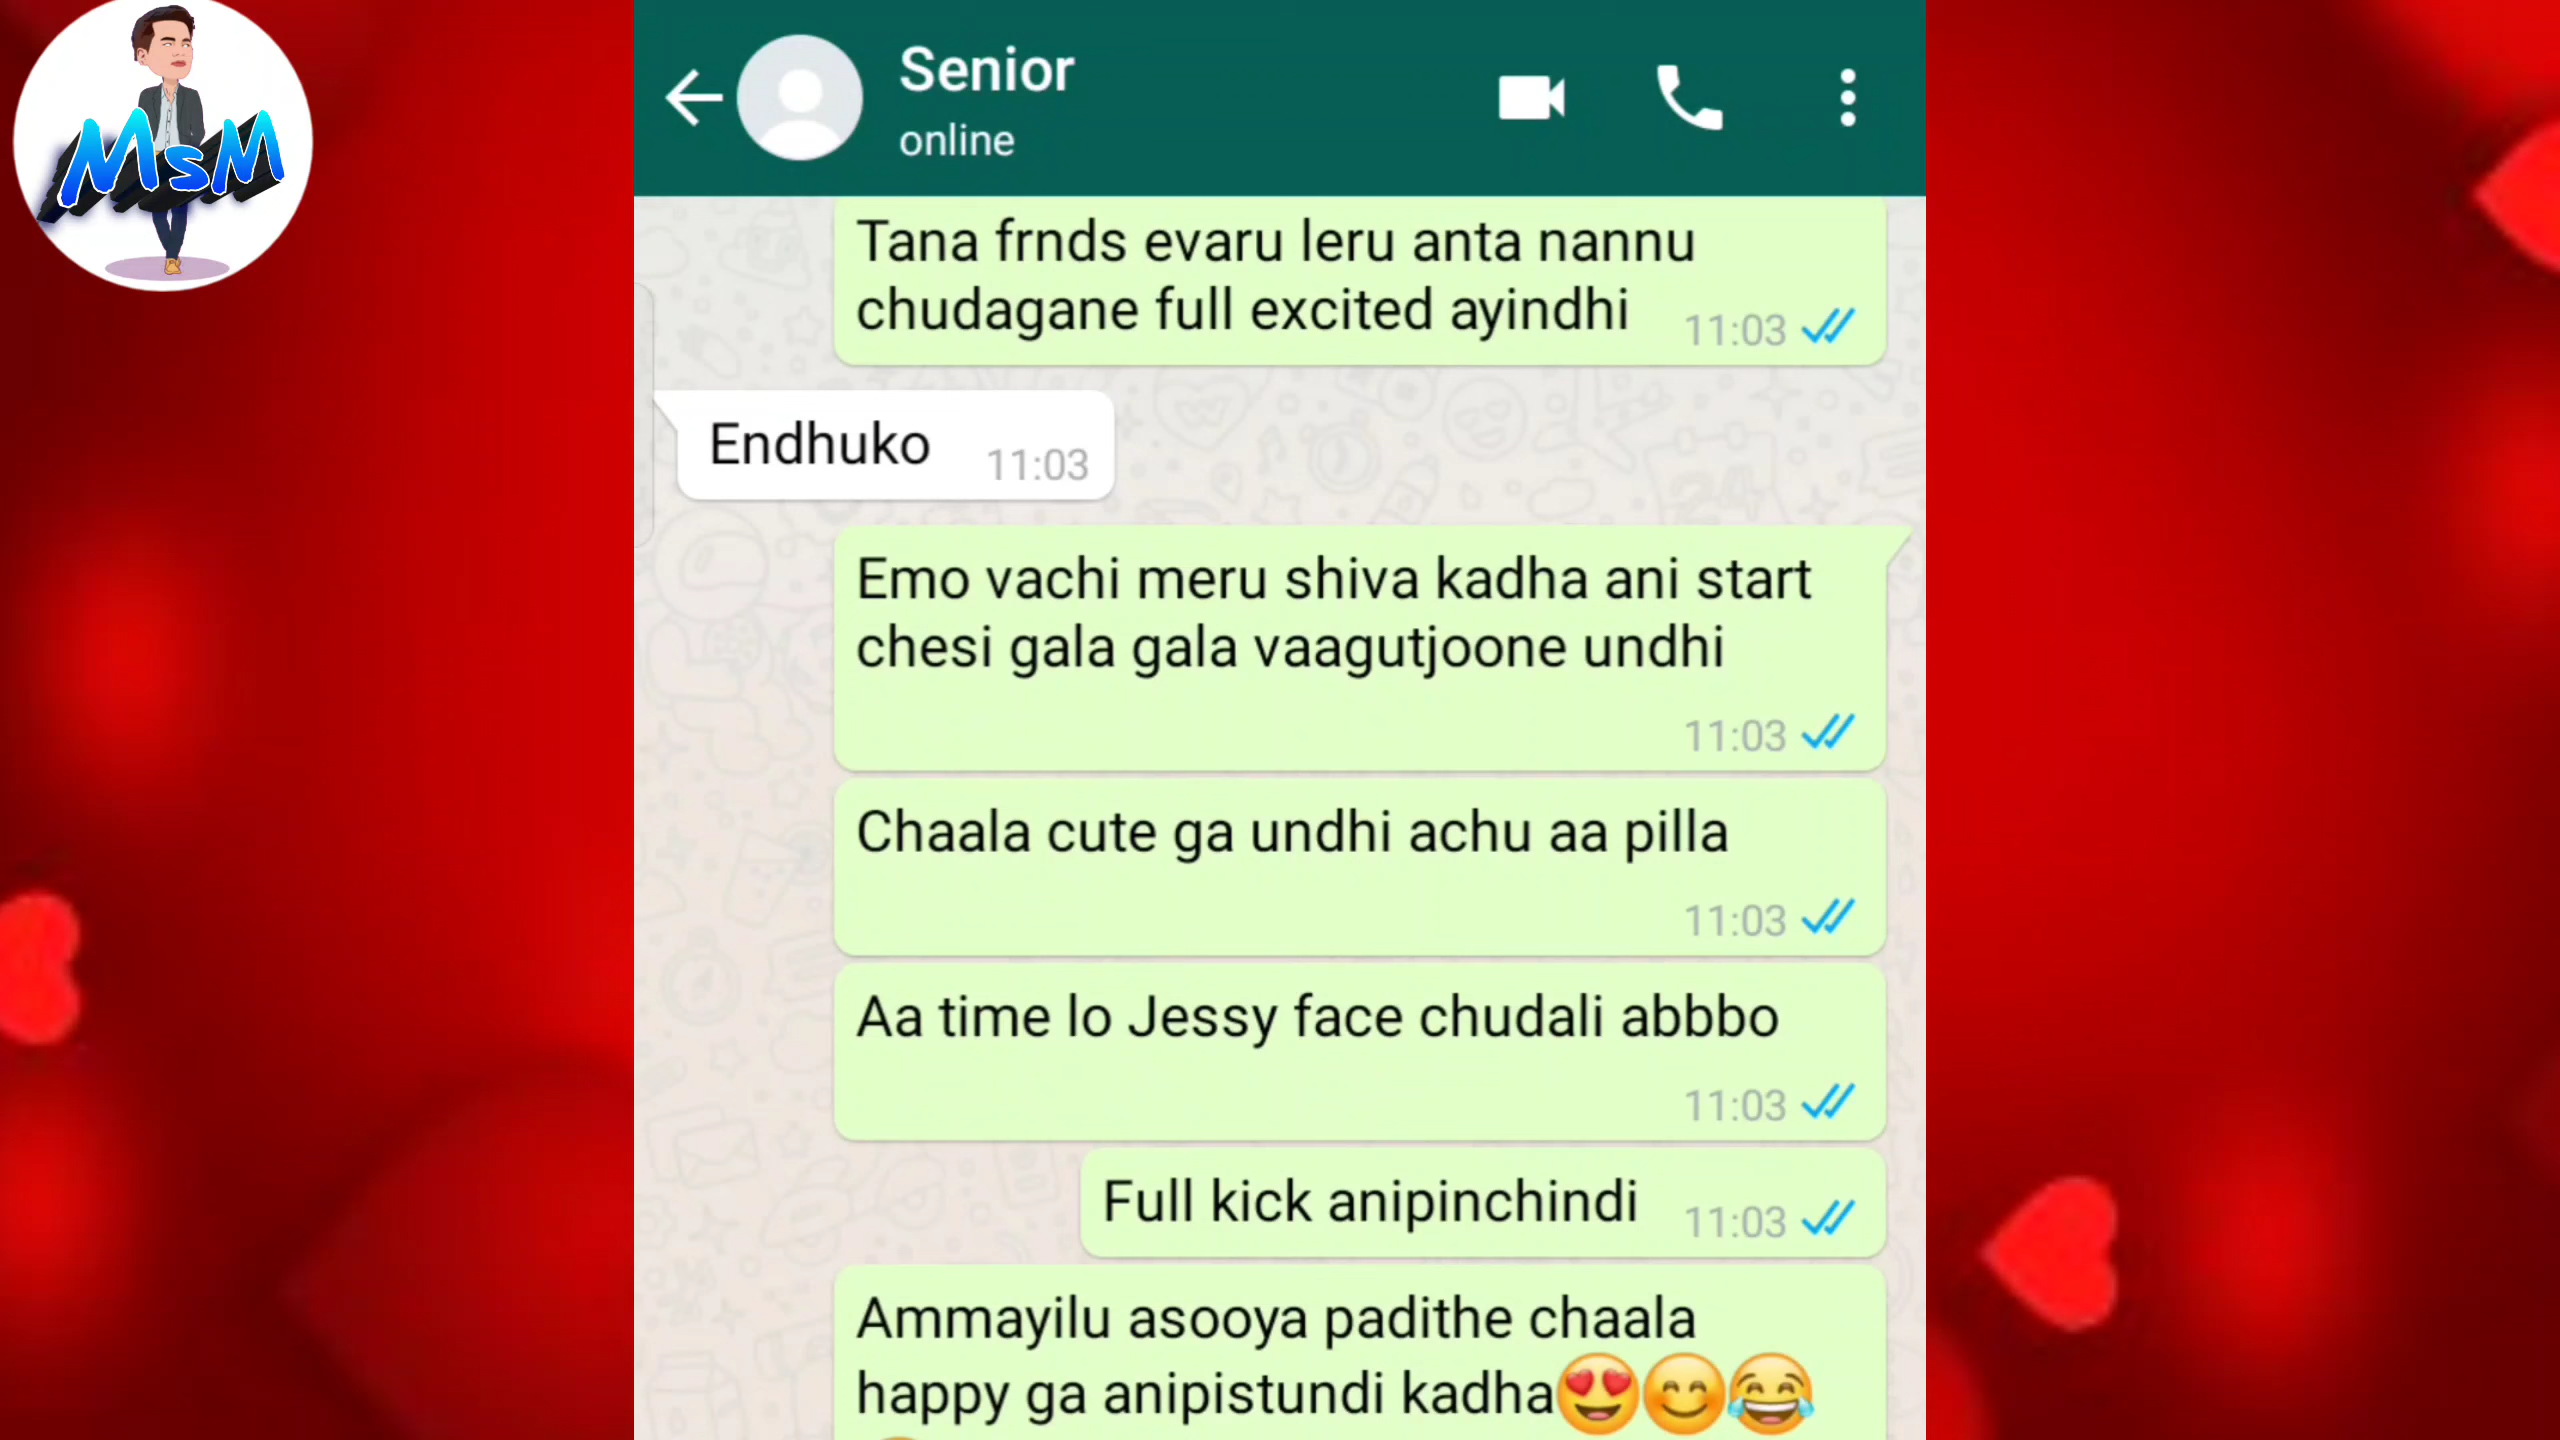 MsM
Senior
online
Tana frnds evaru leru anta nannu
chudagane full excited ayindhi 11:03
Endhuko 11:03
Emo vachi meru shiva kadha ani start
chesi gala gala vaagutjoone undhi
11:03
Chaala cute ga undhi achu aa pilla
11:03
Aa time lo Jessy face chudali abbbo
11:03
Full kick anipinchindi 11:03
Ammayilu asooya padithe chaala
happy ga anipistundi kadha😍😊😂